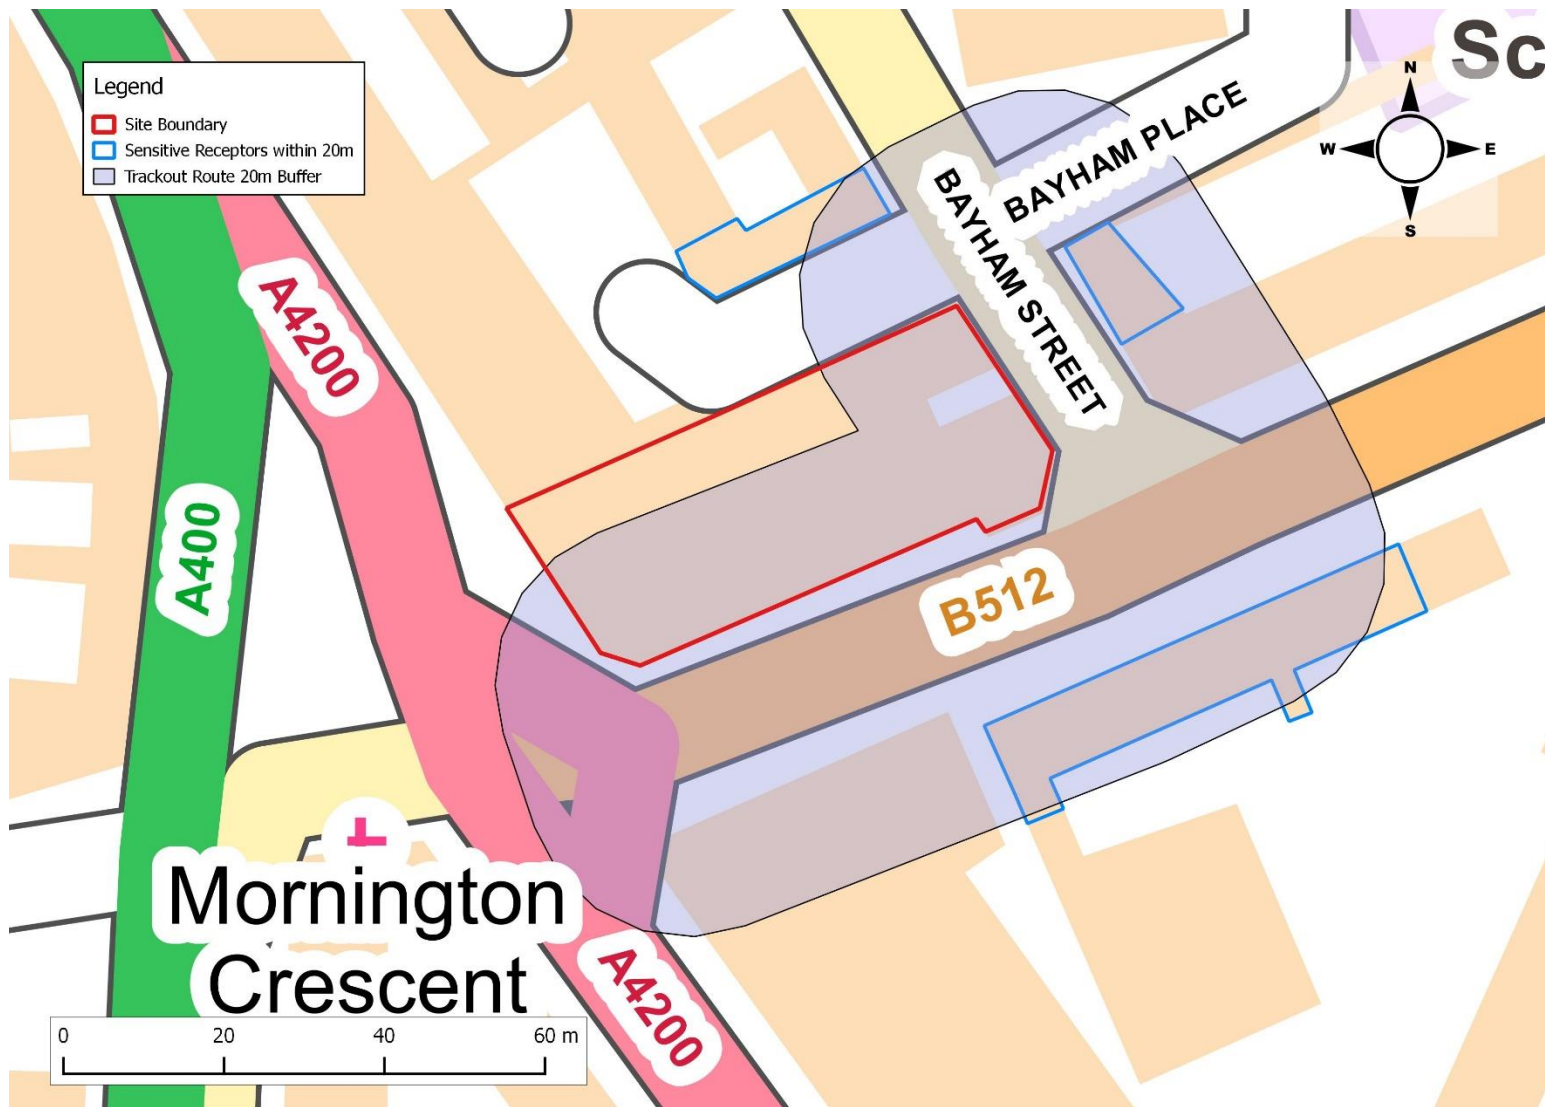 Sc
Legend
Site Boundary
Sensitive Receptors within 20m
Trackout Route 20m Buffer
N
W
E
S
BAYHAM PLACE
BAYHAM STREET
A4200
A400
B512
Mornington
Crescent
A4200
0 20 40 60 m